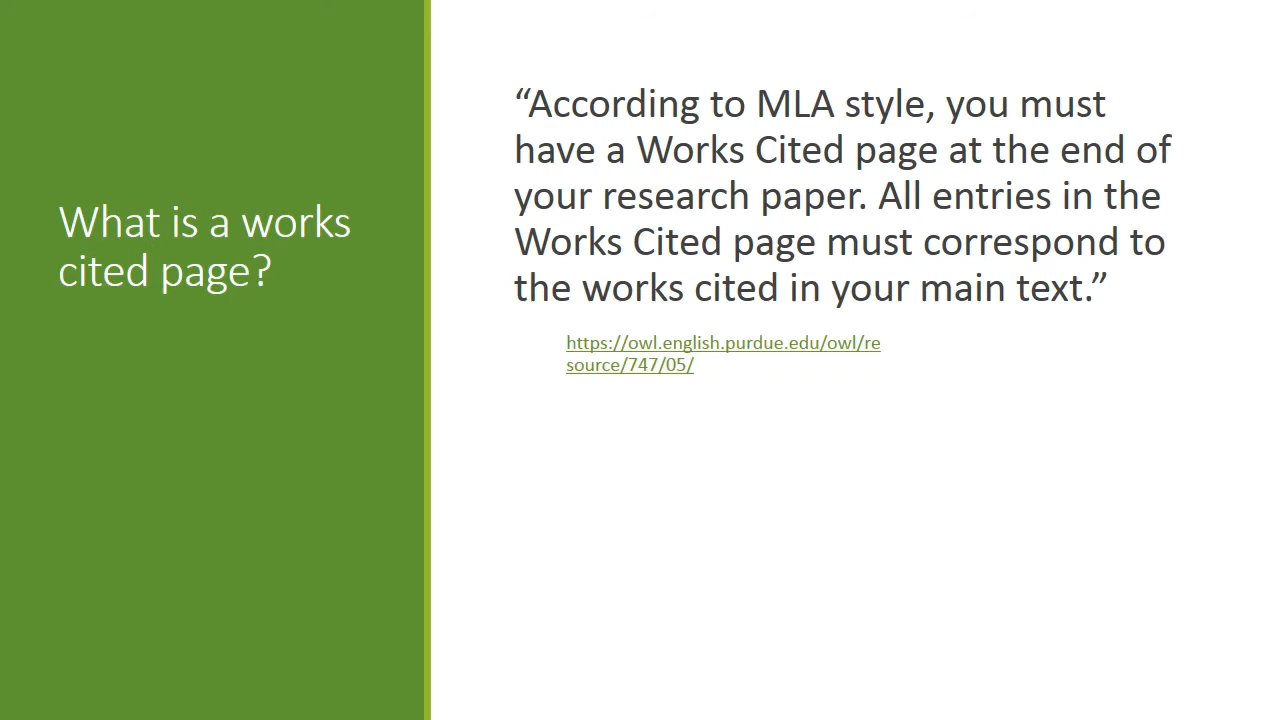 What is a works
cited page?
“According to MLA style, you must
have a Works Cited page at the end of
your research paper. All entries in the
Works Cited page must correspond to
the works cited in your main text.”
https://owl.english.purdue.edu/owl/re
source/747/05/